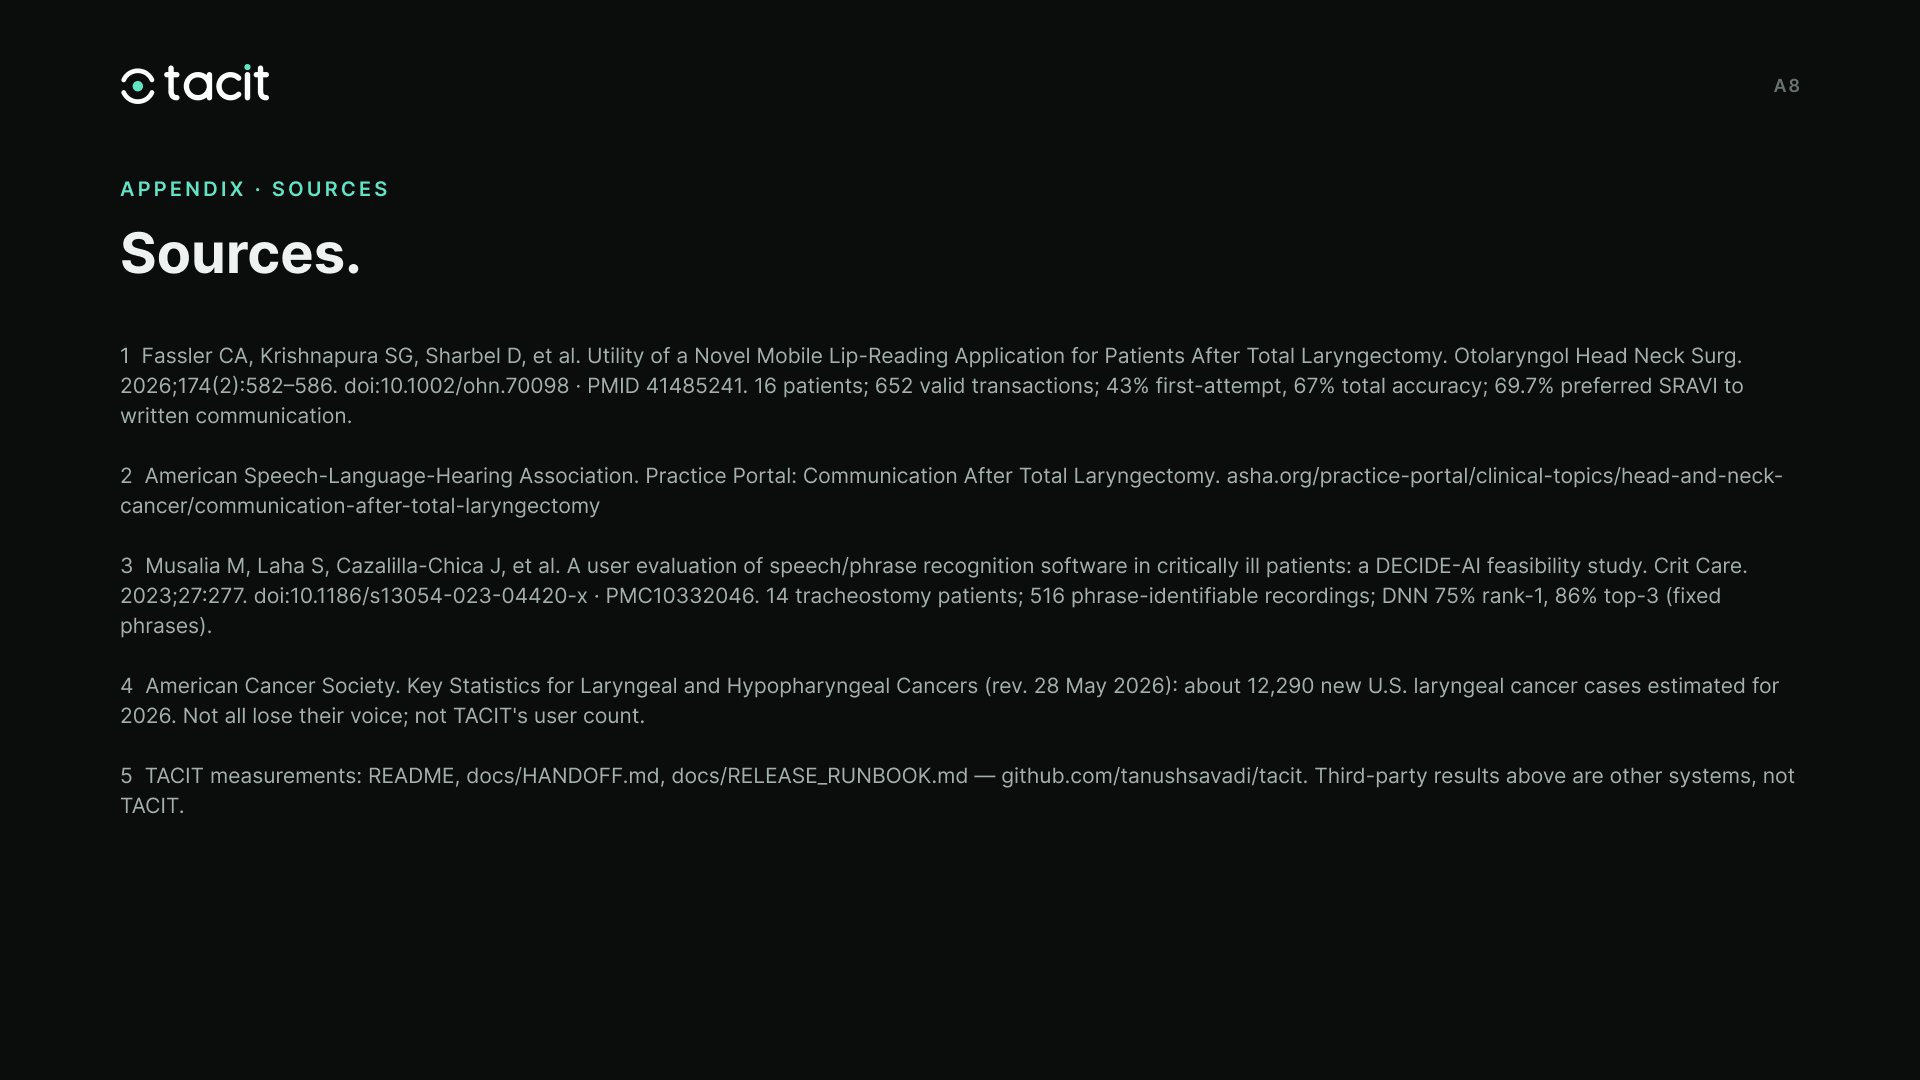 tacit
A8
APPENDIX · SOURCES
Sources.
1 Fassler CA, Krishnapura SG, Sharbel D, et al. Utility of a Novel Mobile Lip-Reading Application for Patients After Total Laryngectomy. Otolaryngol Head Neck Surg.
2026;174(2):582–586. doi:10.1002/ohn.70098 · PMID 41485241. 16 patients; 652 valid transactions; 43% first-attempt, 67% total accuracy; 69.7% preferred SRAVI to
written communication.
2 American Speech-Language-Hearing Association. Practice Portal: Communication After Total Laryngectomy. asha.org/practice-portal/clinical-topics/head-and-neck-
cancer/communication-after-total-laryngectomy
3 Musalia M, Laha S, Cazalilla-Chica J, et al. A user evaluation of speech/phrase recognition software in critically ill patients: a DECIDE-AI feasibility study. Crit Care.
2023;27:277. doi:10.1186/s13054-023-04420-x · PMC10332046. 14 tracheostomy patients; 516 phrase-identifiable recordings; DNN 75% rank-1, 86% top-3 (fixed
phrases).
4 American Cancer Society. Key Statistics for Laryngeal and Hypopharyngeal Cancers (rev. 28 May 2026): about 12,290 new U.S. laryngeal cancer cases estimated for
2026. Not all lose their voice; not TACIT's user count.
5 TACIT measurements: README, docs/HANDOFF.md, docs/RELEASE_RUNBOOK.md — github.com/tanushsavadi/tacit. Third-party results above are other systems, not
TACIT.